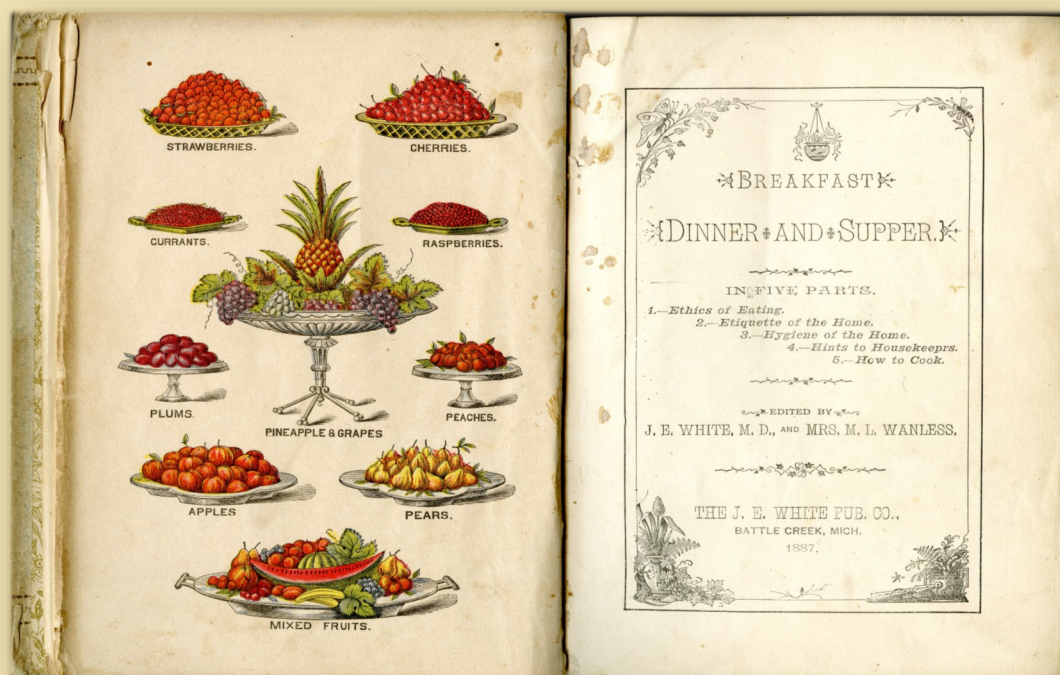 STRAWBERRIES.
CHERRIES.
CURRANTS.
RASPBERRIES.
PLUMS.
PEACHES.
PINEAPPLE & GRAPES
APPLES
PEARS.
MIXED FRUITS.
BREAKFAST
DINNER AND SUPPER.
IN FIVE PARTS.
1.—Ethics of Eating.
2.—Etiquette of the Home.
3.—Hygiene of the Home.
4.—Hints to Housekeeprs.
5.—How to Cook.
EDITED BY
J. E. WHITE, M. D., AND MRS. M. L. WANLESS.
THE J. E. WHITE PUB. CO.,
BATTLE CREEK, MICH.
1887.